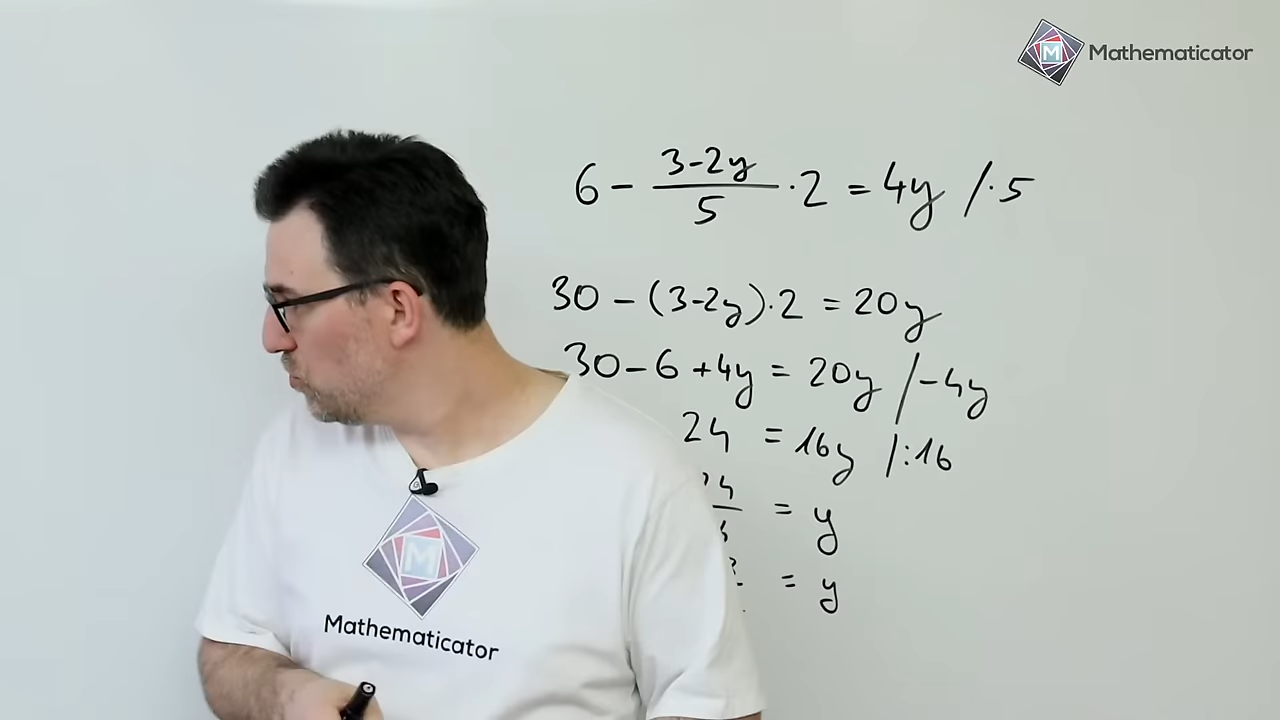 Mathematicator
6 - (3-2y)/5 · 2 = 4y /·5
30 - (3-2y)·2 = 20y
30 - 6 + 4y = 20y /-4y
24 = 16y /:16
= y
= y
M
Mathematicator